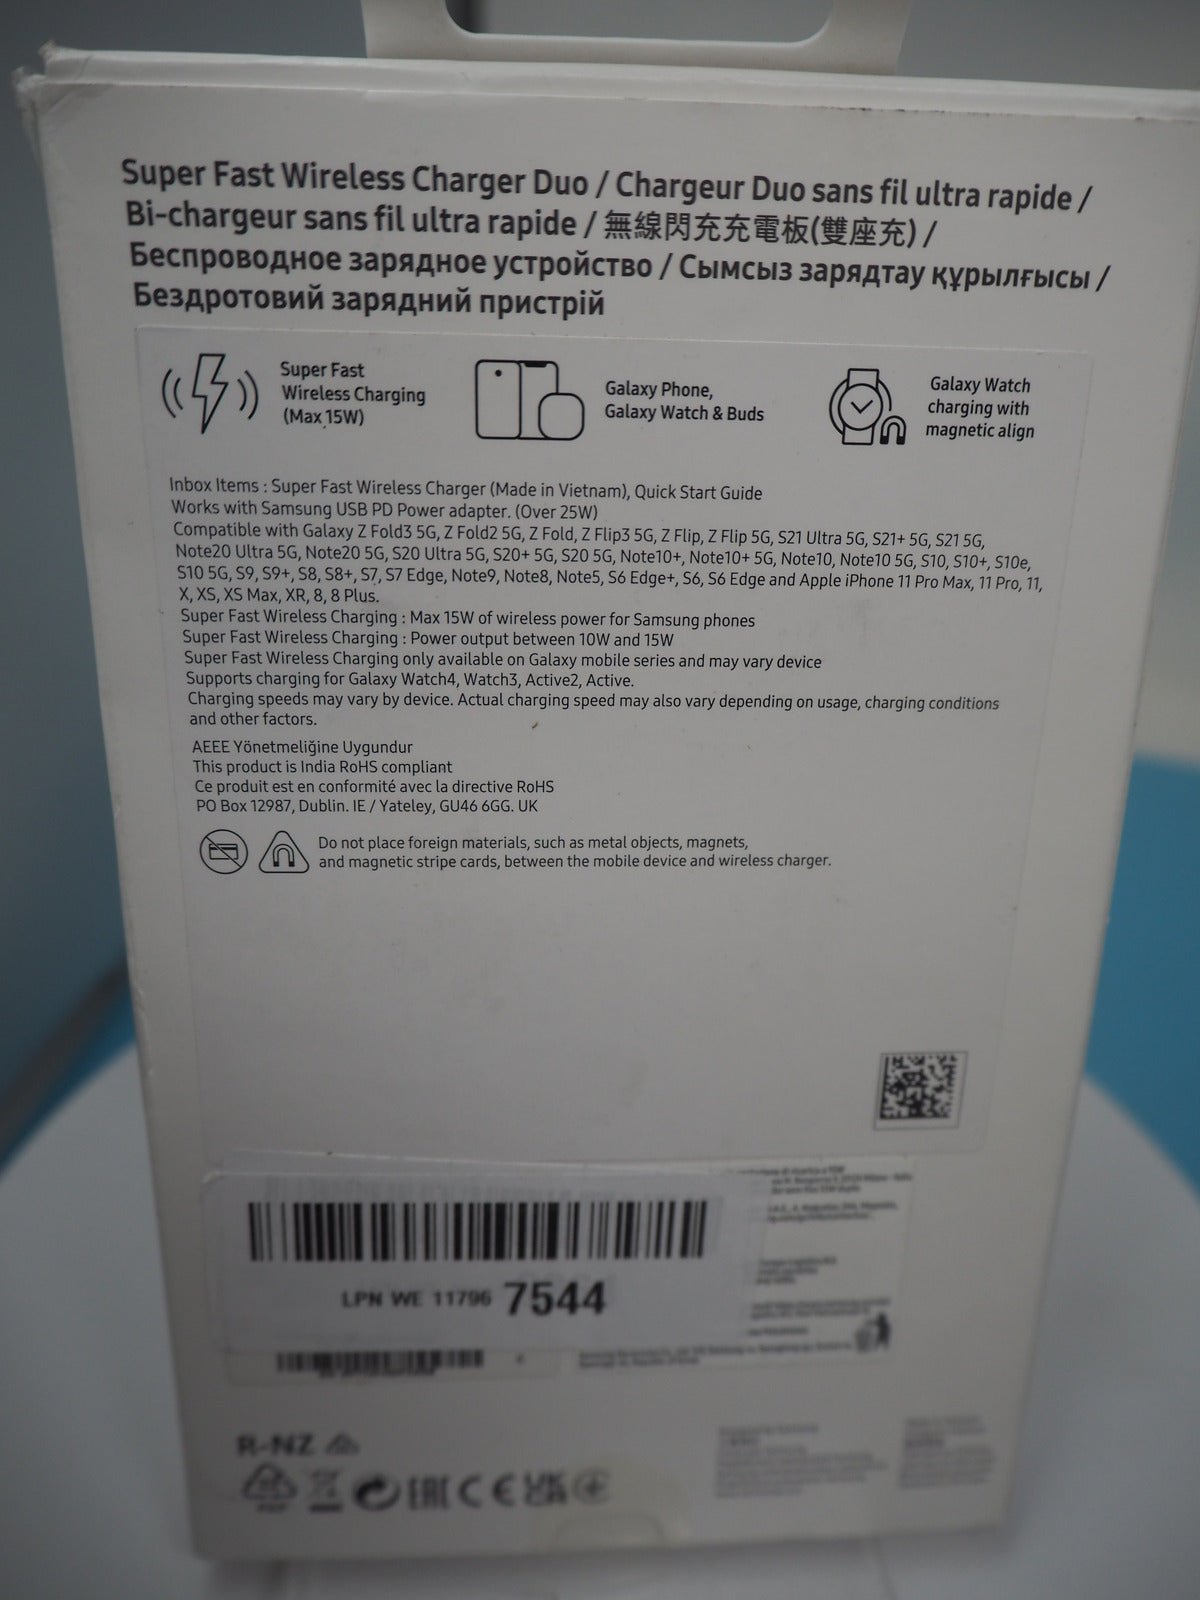 Super Fast Wireless Charger Duo / Chargeur Duo sans fil ultra rapide /
Bi-chargeur sans fil ultra rapide / 無線閃充充電板(雙座充) /
Беспроводное зарядное устройство / Сымсыз зарядтау құрылғысы /
Бездротовий зарядний пристрій
Super Fast
Wireless Charging
(Max 15W)
Galaxy Phone,
Galaxy Watch & Buds
Galaxy Watch
charging with
magnetic align
Inbox Items : Super Fast Wireless Charger (Made in Vietnam), Quick Start Guide
Works with Samsung USB PD Power adapter. (Over 25W)
Compatible with Galaxy Z Fold3 5G, Z Fold2 5G, Z Fold, Z Flip3 5G, Z Flip, Z Flip 5G, S21 Ultra 5G, S21+ 5G, S21 5G,
Note20 Ultra 5G, Note20 5G, S20 Ultra 5G, S20+ 5G, S20 5G, Note10+, Note10+ 5G, Note10, Note10 5G, S10, S10+, S10e,
S10 5G, S9, S9+, S8, S8+, S7, S7 Edge, Note9, Note8, Note5, S6 Edge+, S6, S6 Edge and Apple iPhone 11 Pro Max, 11 Pro, 11,
X, XS, XS Max, XR, 8, 8 Plus.
Super Fast Wireless Charging : Max 15W of wireless power for Samsung phones
Super Fast Wireless Charging : Power output between 10W and 15W
Super Fast Wireless Charging only available on Galaxy mobile series and may vary device
Supports charging for Galaxy Watch4, Watch3, Active2, Active.
Charging speeds may vary by device. Actual charging speed may also vary depending on usage, charging conditions
and other factors.
AEEE Yönetmeliğine Uygundur
This product is India RoHS compliant
Ce produit est en conformité avec la directive RoHS
PO Box 12987, Dublin. IE / Yateley, GU46 6GG. UK
Do not place foreign materials, such as metal objects, magnets,
and magnetic stripe cards, between the mobile device and wireless charger.
LPN WE 11796 7544
R-NZ
EAC CE UKCA